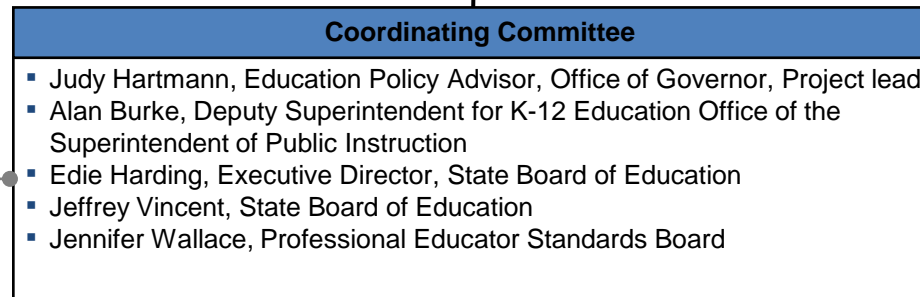 Coordinating Committee
▪ Judy Hartmann, Education Policy Advisor, Office of Governor, Project lead
▪ Alan Burke, Deputy Superintendent for K-12 Education Office of the
Superintendent of Public Instruction
▪ Edie Harding, Executive Director, State Board of Education
▪ Jeffrey Vincent, State Board of Education
▪ Jennifer Wallace, Professional Educator Standards Board